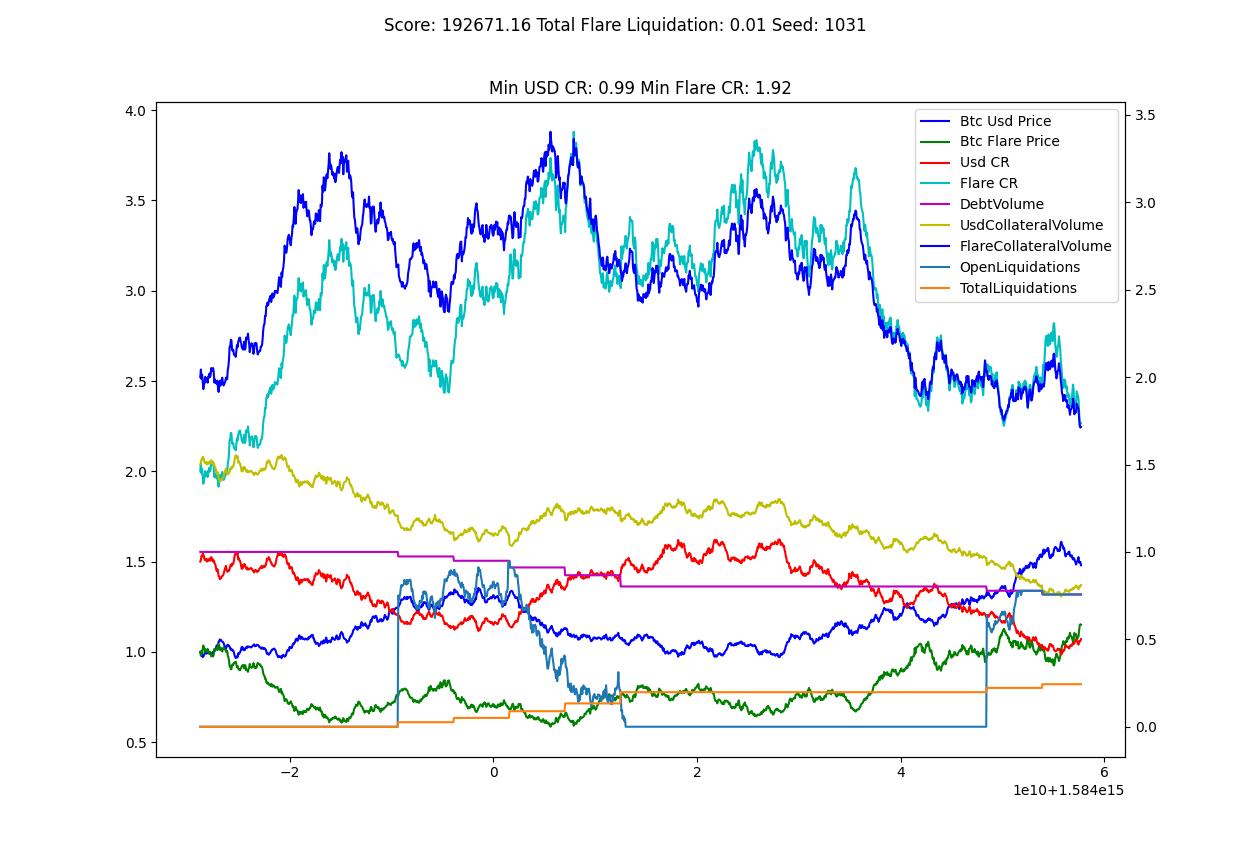 Score: 192671.16 Total Flare Liquidation: 0.01 Seed: 1031
Min USD CR: 0.99 Min Flare CR: 1.92
4.0
3.5
3.0
2.5
2.0
1.5
1.0
0.5
3.5
3.0
2.5
2.0
1.5
1.0
0.5
0.0
Btc Usd Price
Btc Flare Price
Usd CR
Flare CR
DebtVolume
UsdCollateralVolume
FlareCollateralVolume
OpenLiquidations
TotalLiquidations
−2 0 2 4 6
1e10+1.584e15